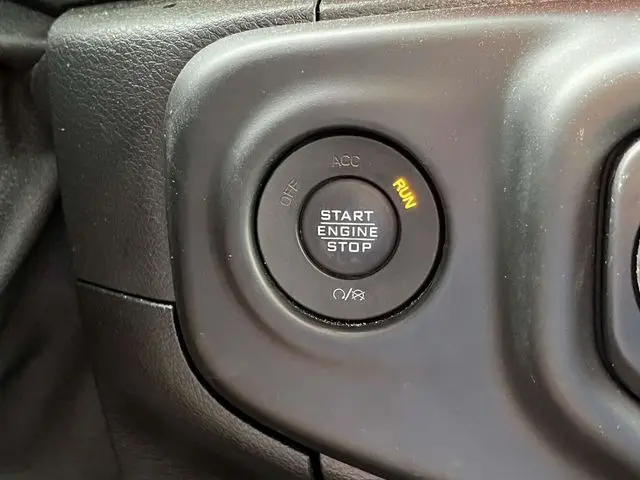 ACC
OFF
RUN
START
ENGINE
STOP